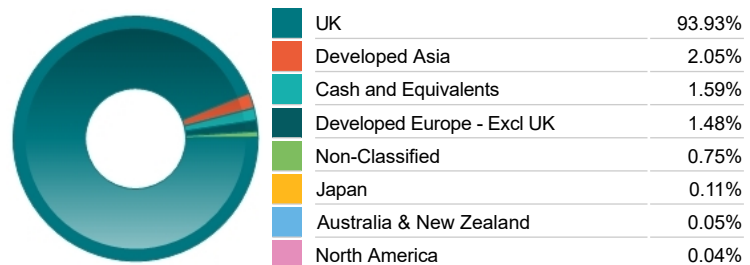 UK 93.93%
Developed Asia 2.05%
Cash and Equivalents 1.59%
Developed Europe - Excl UK 1.48%
Non-Classified 0.75%
Japan 0.11%
Australia & New Zealand 0.05%
North America 0.04%